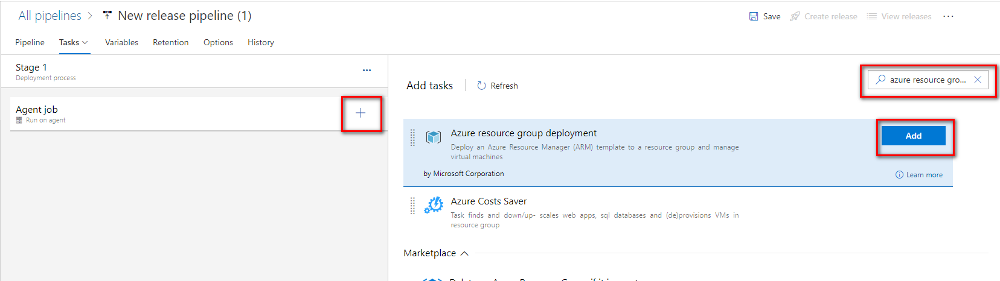 All pipelines > New release pipeline (1)
Save Create release View releases ...
Pipeline Tasks Variables Retention Options History
Stage 1
Deployment process
...
Agent job
Run on agent
Add tasks Refresh
azure resource gro...
Azure resource group deployment
Deploy an Azure Resource Manager (ARM) template to a resource group and manage
virtual machines
by Microsoft Corporation
Add
Learn more
Azure Costs Saver
Task finds and down/up- scales web apps, sql databases and (de)provisions VMs in
resource group
Marketplace